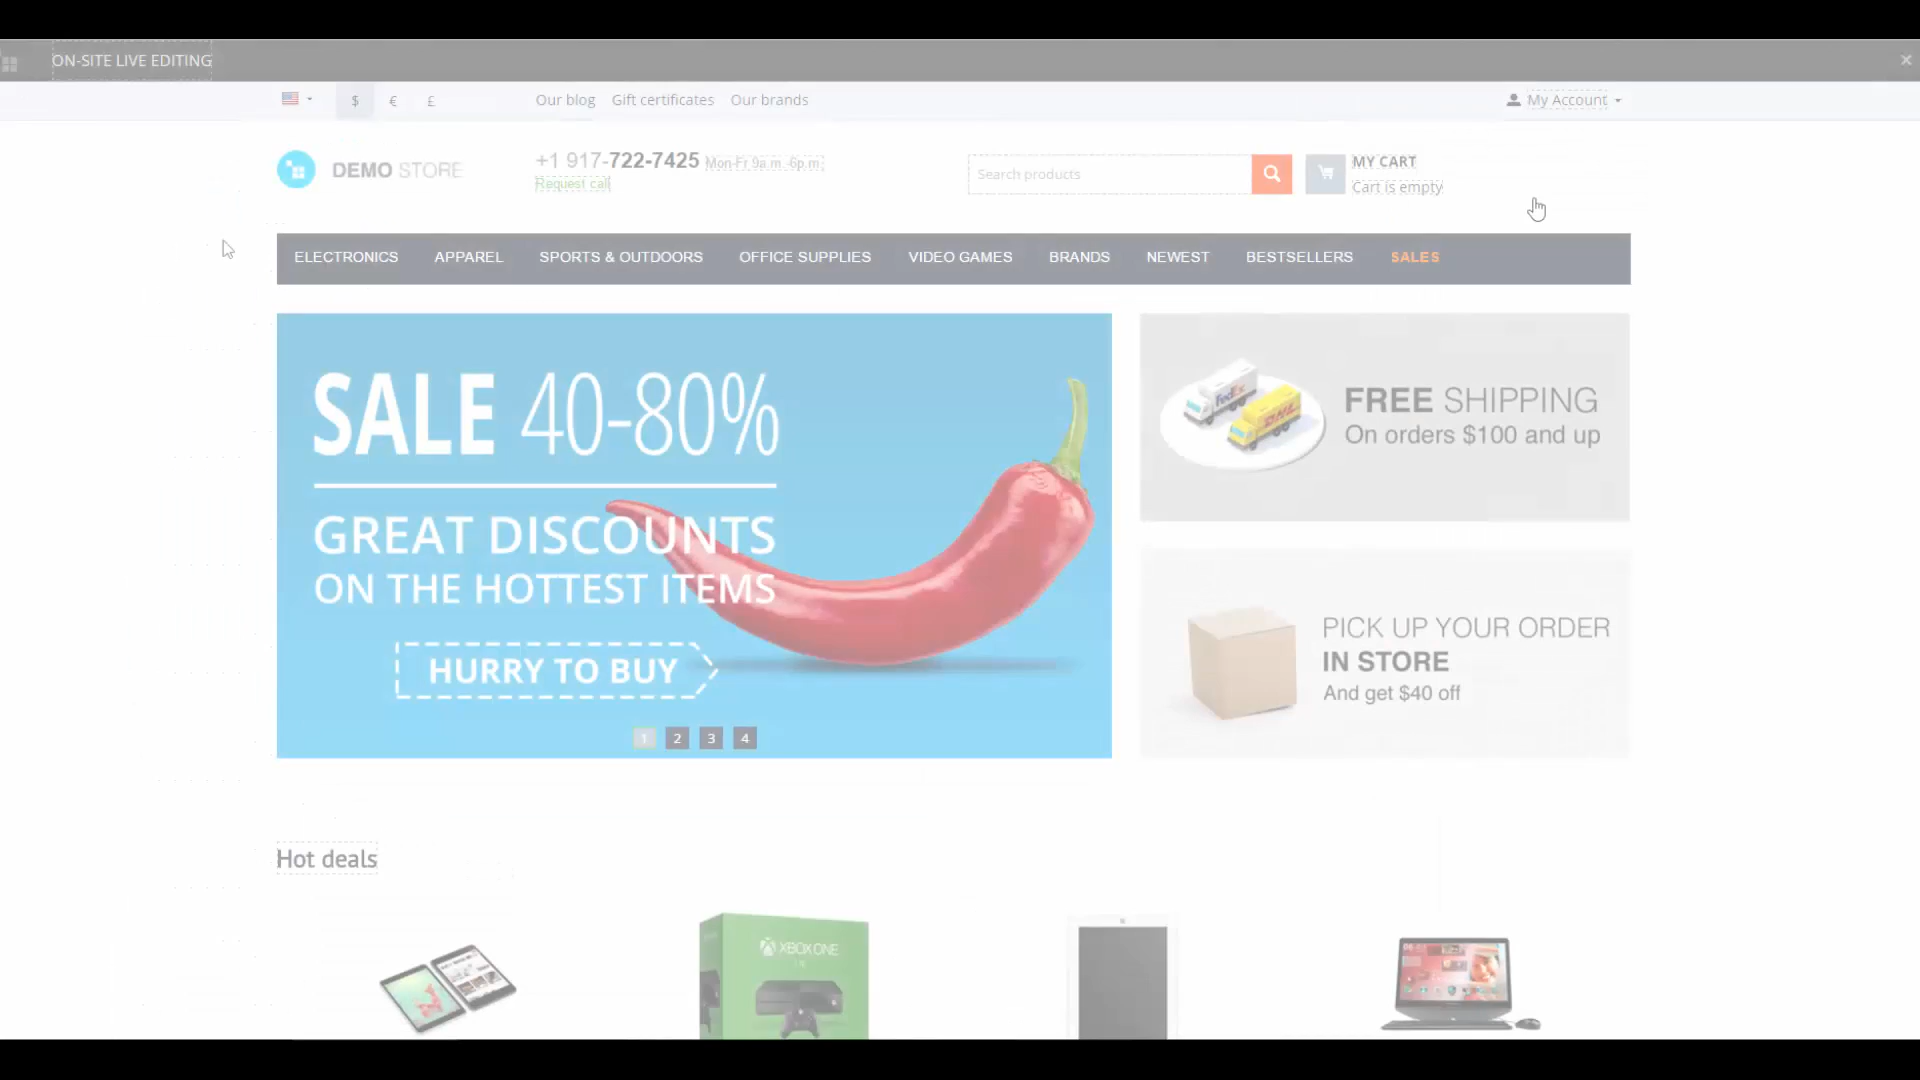 ON-SITE LIVE EDITING
$ € £ Our blog Gift certificates Our brands My Account
DEMO STORE
+1 917-722-7425 Mon-Fr 9a.m.-6p.m.
Request call
Search products
MY CART
Cart is empty
ELECTRONICS APPAREL SPORTS & OUTDOORS OFFICE SUPPLIES VIDEO GAMES BRANDS NEWEST BESTSELLERS SALES
SALE 40-80%
GREAT DISCOUNTS
ON THE HOTTEST ITEMS
HURRY TO BUY
1 2 3 4
FedEx
DHL
FREE SHIPPING
On orders $100 and up
PICK UP YOUR ORDER
IN STORE
And get $40 off
Hot deals
XBOX ONE